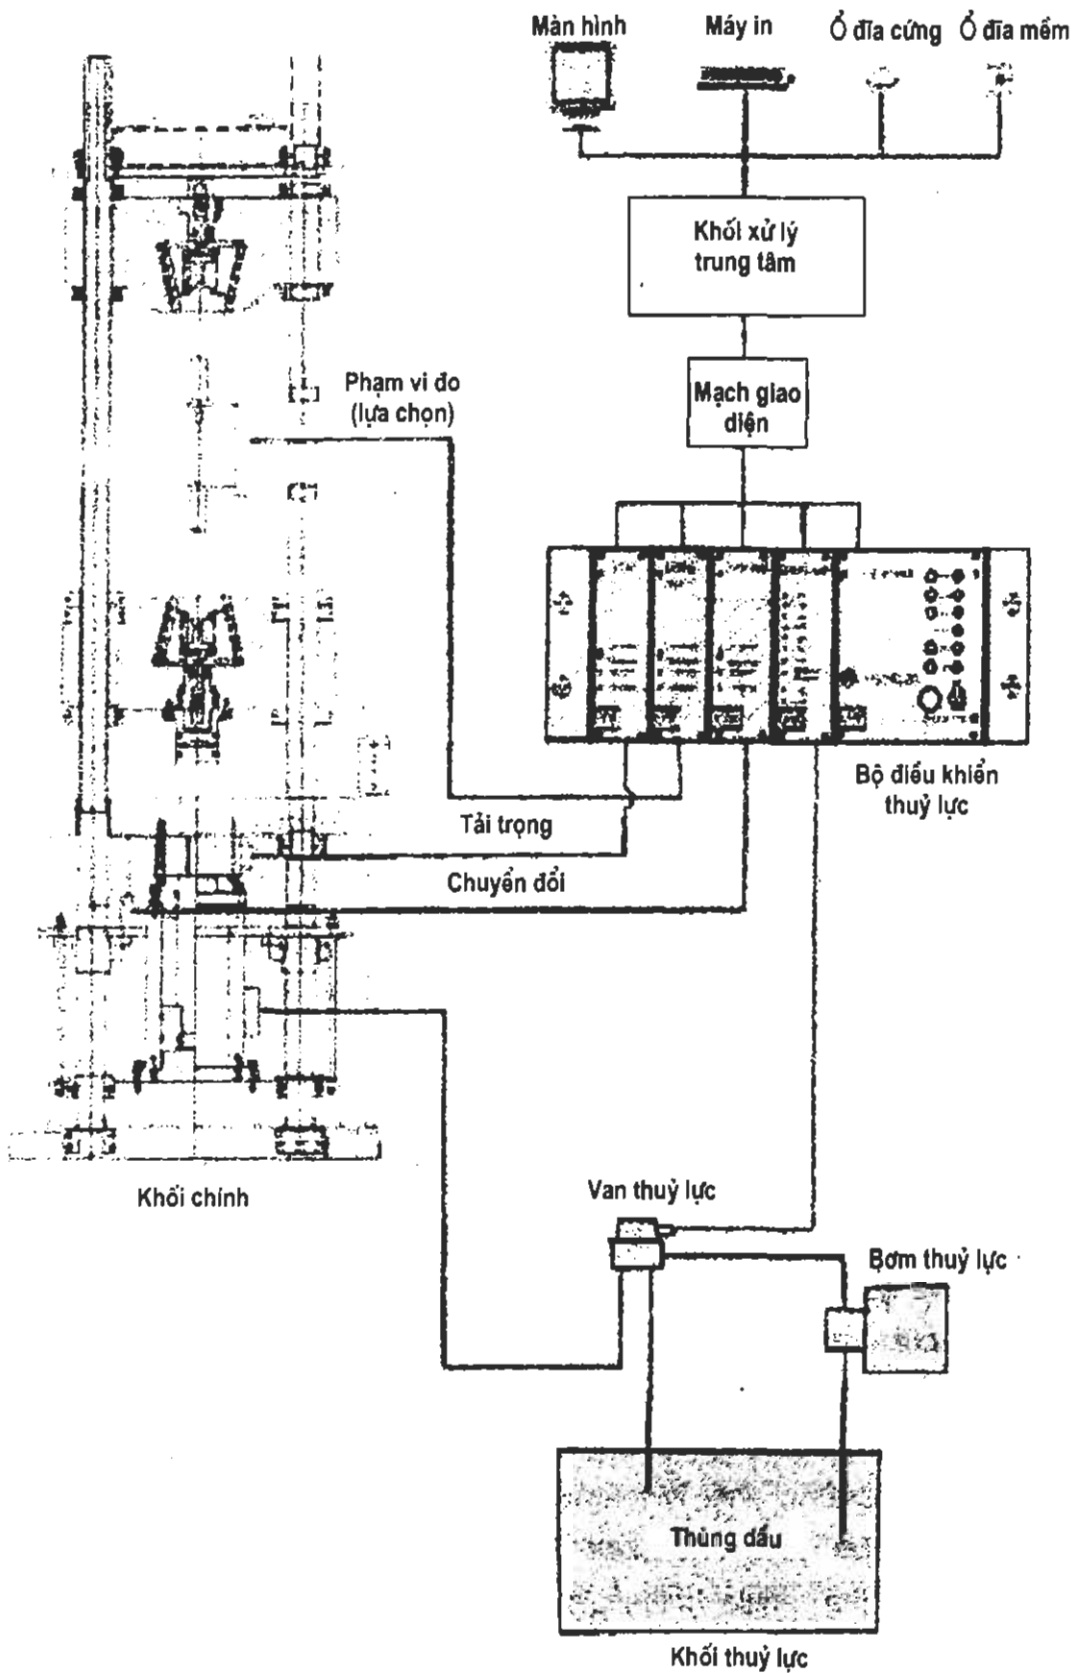 Màn hình
Máy in
Ổ đĩa cứng
Ổ đĩa mềm
Khối xử lý
trung tâm
Phạm vi đo
(lựa chọn)
Mạch giao
diện
Bộ điều khiển
thuỷ lực
Tải trọng
Chuyển đổi
Khối chính
Van thuỷ lực
Bơm thuỷ lực
Thùng dầu
Khối thuỷ lực